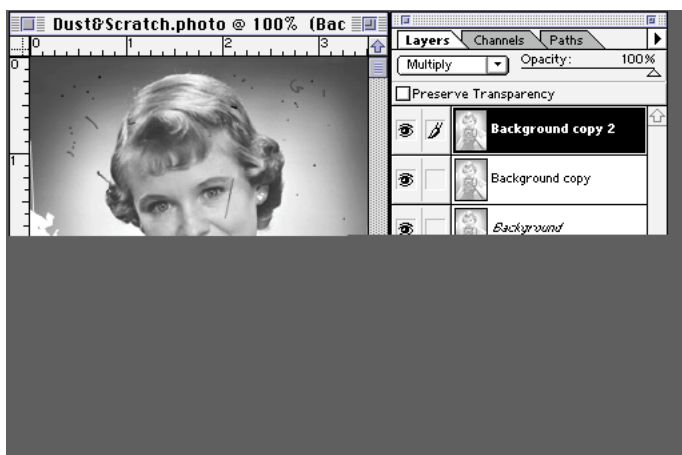 Dust&Scratch.photo @ 100% (Bac
0 1 2 3
0
1
Layers Channels Paths
Multiply Opacity: 100%
Preserve Transparency
Background copy 2
Background copy
Background